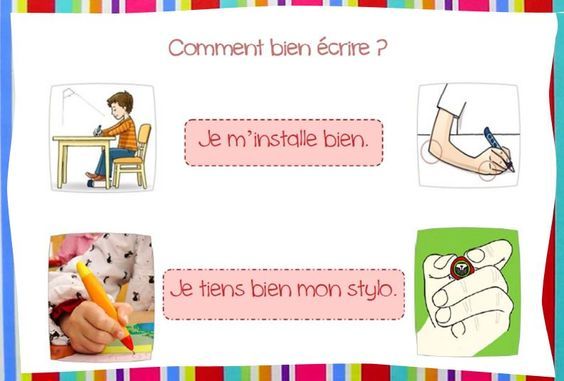 Comment bien écrire ?
Je m'installe bien.
Je tiens bien mon stylo.